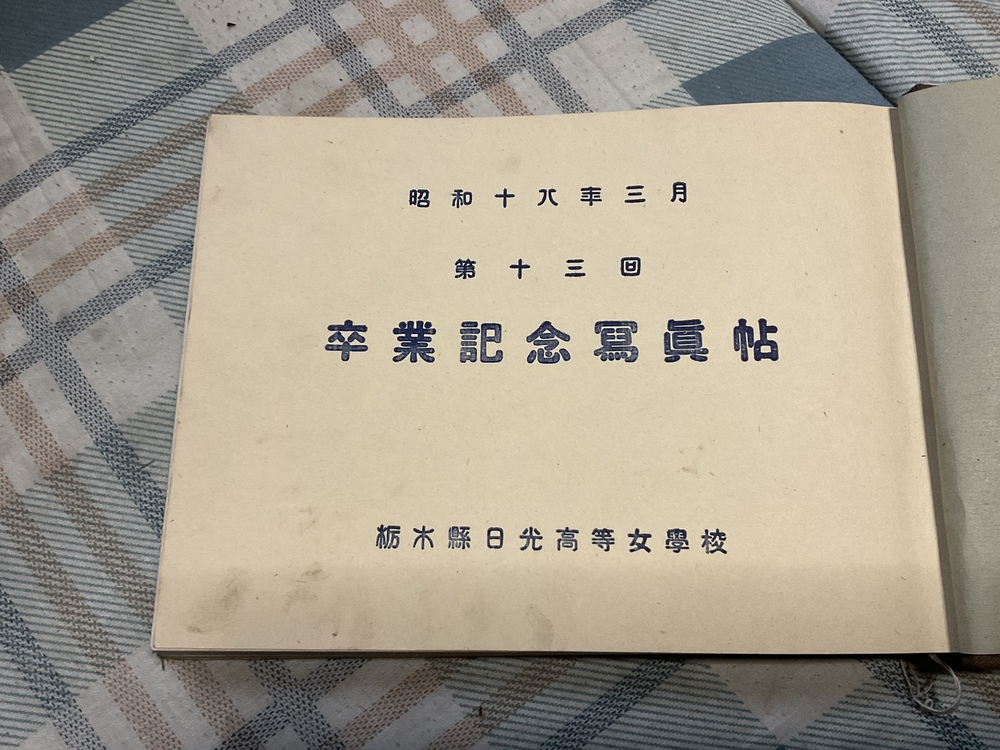 昭和十八年三月
第十三回
卒業記念寫眞帖
栃木縣日光高等女學校